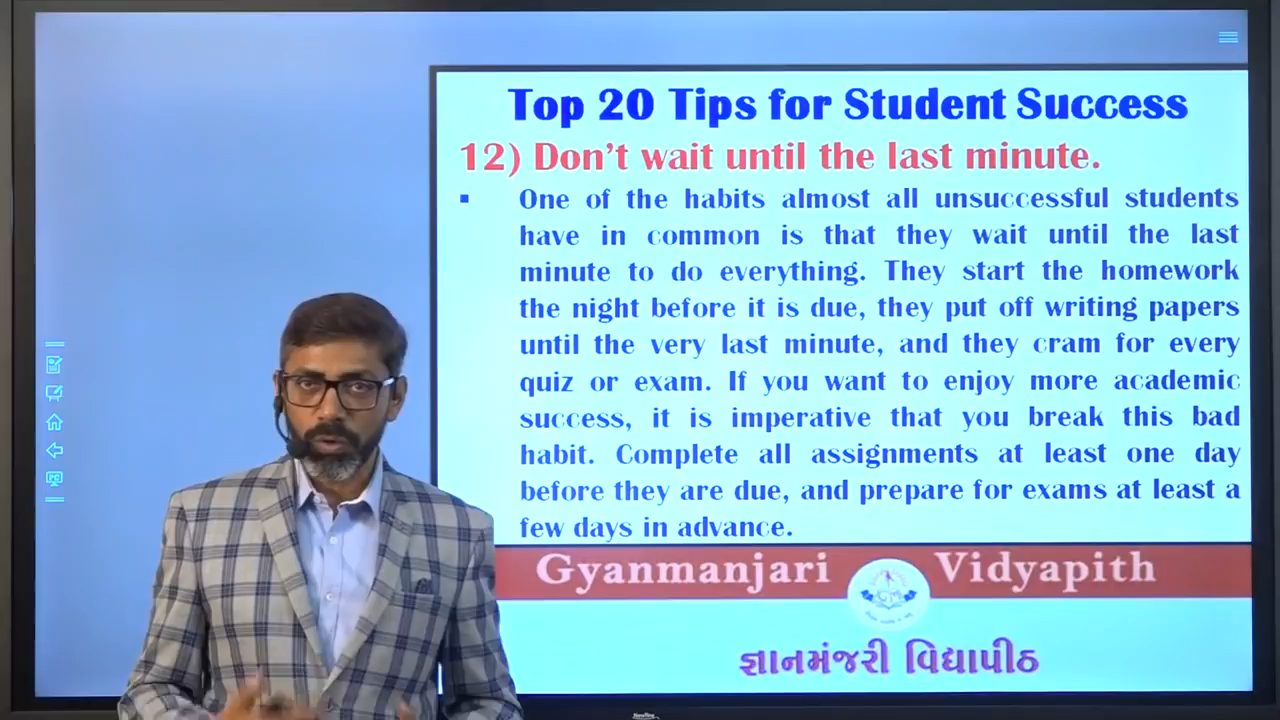 Top 20 Tips for Student Success
12) Don't wait until the last minute.
▪ One of the habits almost all unsuccessful students
have in common is that they wait until the last
minute to do everything. They start the homework
the night before it is due, they put off writing papers
until the very last minute, and they cram for every
quiz or exam. If you want to enjoy more academic
success, it is imperative that you break this bad
habit. Complete all assignments at least one day
before they are due, and prepare for exams at least a
few days in advance.
Gyanmanjari Vidyapith
જ્ઞાનમંજરી વિદ્યાપીઠ